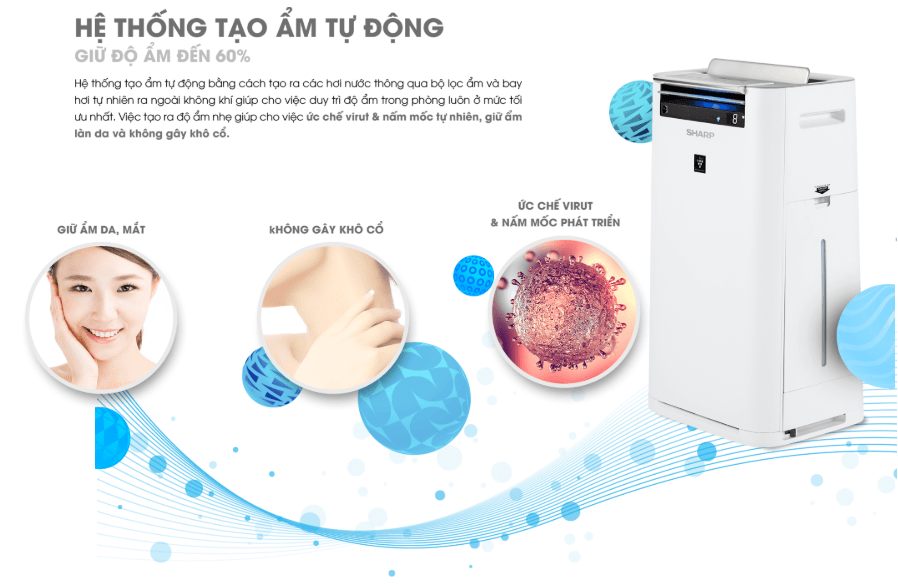 HỆ THỐNG TẠO ẨM TỰ ĐỘNG
GIỮ ĐỘ ẨM ĐẾN 60%
Hệ thống tạo ẩm tự động bằng cách tạo ra các hơi nước thông qua bộ lọc ẩm và bay
hơi tự nhiên ra ngoài không khí giúp cho việc duy trì độ ẩm trong phòng luôn ở mức tối
ưu nhất. Việc tạo ra độ ẩm nhẹ giúp cho việc ức chế virut & nấm mốc tự nhiên, giữ ẩm
làn da và không gây khô cổ.
GIỮ ẨM DA, MẮT
kHÔNG GÂY KHÔ CỔ
ỨC CHẾ VIRUT
& NẤM MỐC PHÁT TRIỂN
8
SHARP